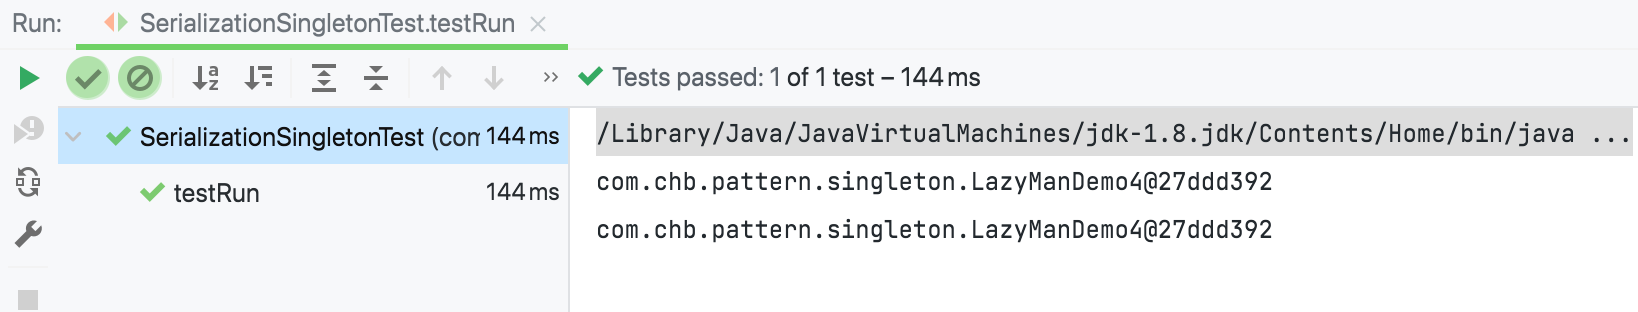 Run: SerializationSingletonTest.testRun
Tests passed: 1 of 1 test – 144 ms
SerializationSingletonTest (com 144 ms
testRun 144 ms
/Library/Java/JavaVirtualMachines/jdk-1.8.jdk/Contents/Home/bin/java ...
com.chb.pattern.singleton.LazyManDemo4@27ddd392
com.chb.pattern.singleton.LazyManDemo4@27ddd392